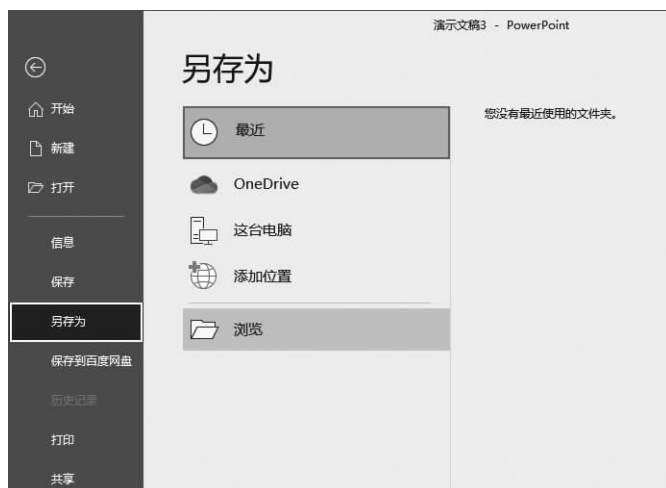 演示文稿3 - PowerPoint
另存为
开始
新建
打开
信息
保存
另存为
保存到百度网盘
历史记录
打印
共享
最近
OneDrive
这台电脑
添加位置
浏览
您没有最近使用的文件夹。